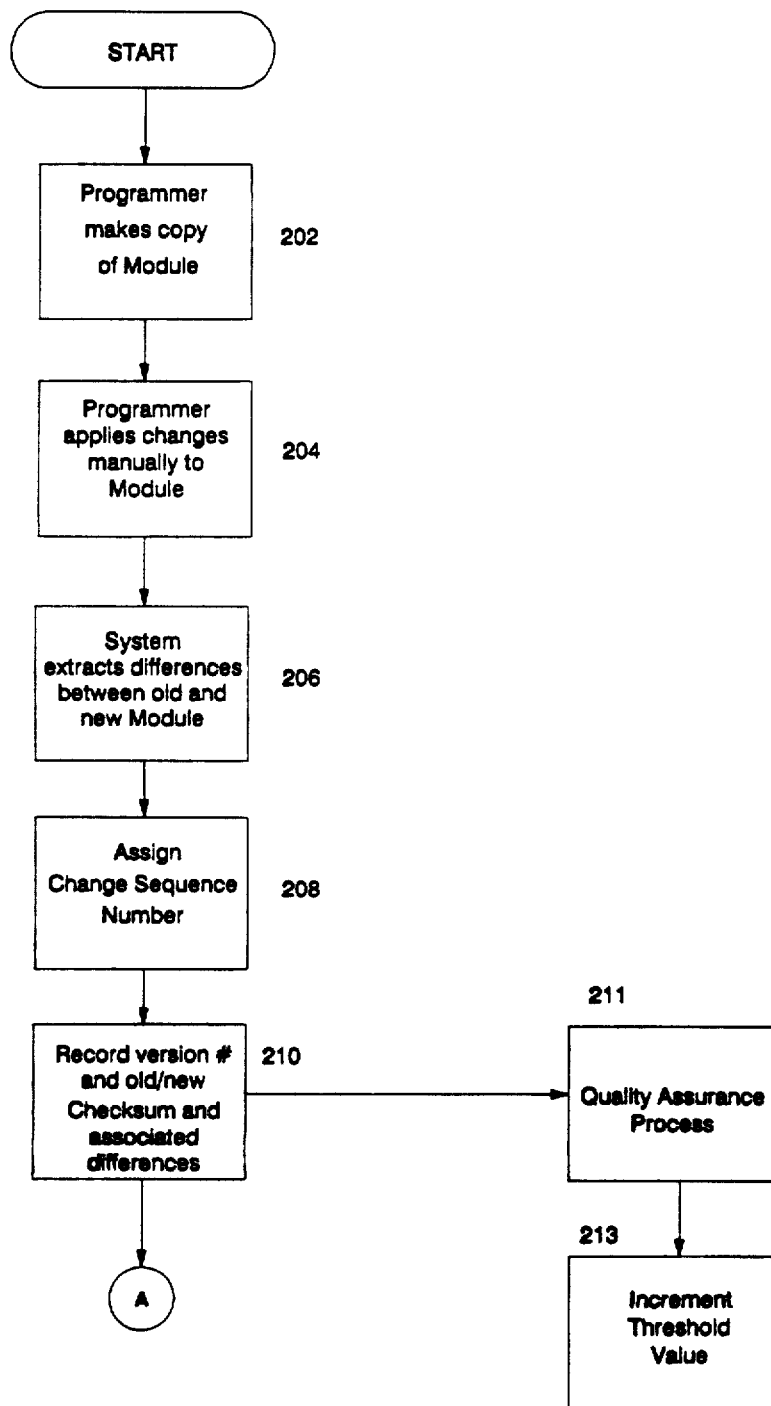 START
Programmer
makes copy
of Module
202
Programmer
applies changes
manually to
Module
204
System
extracts differences
between old and
new Module
206
Assign
Change Sequence
Number
208
Record version #
and old/new
Checksum and
associated
differences
210
211
Quality Assurance
Process
213
Increment
Threshold
Value
A